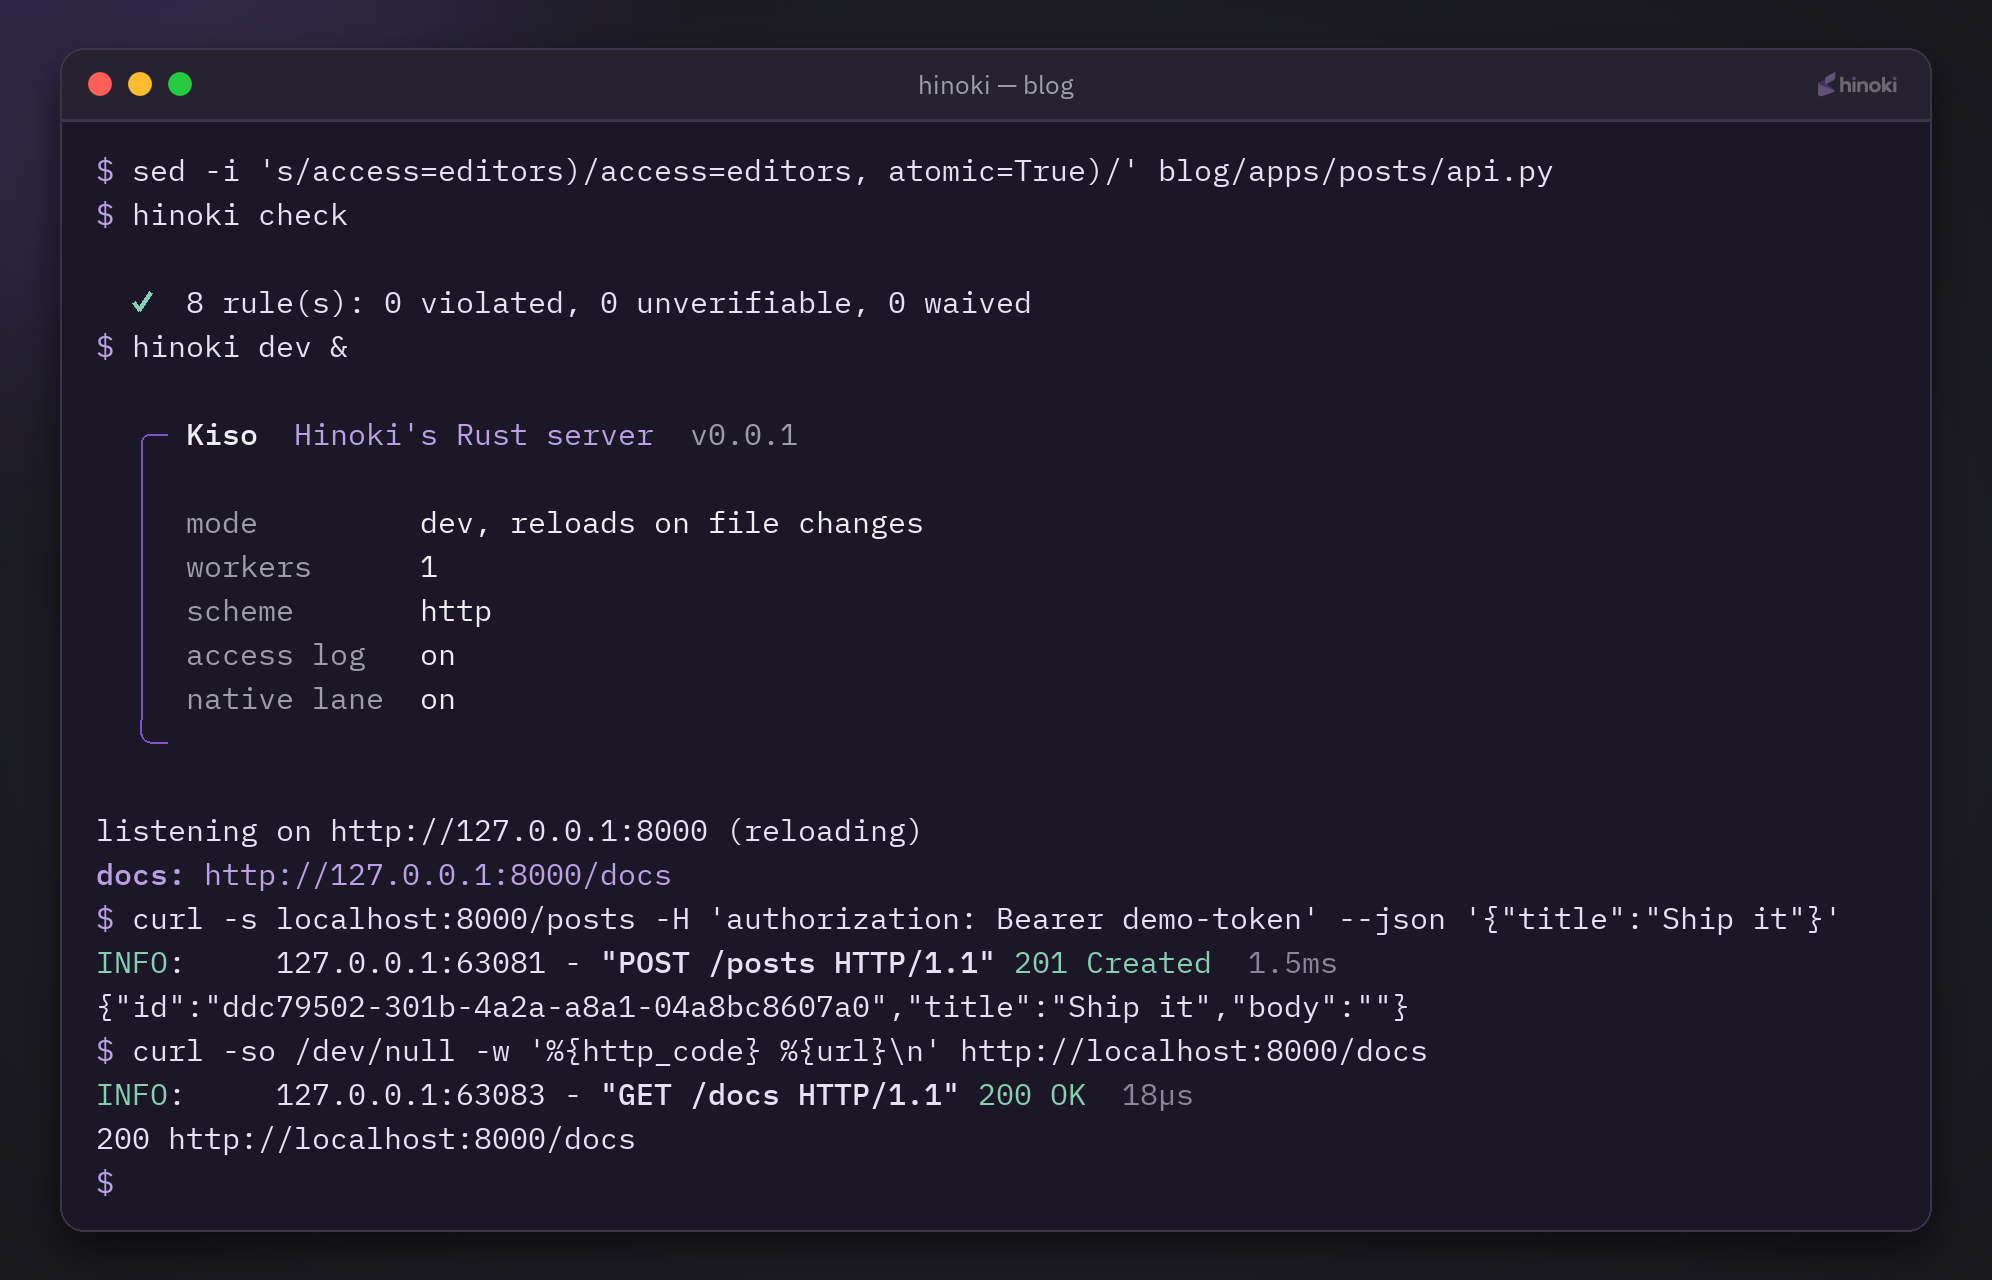 hinoki — blog
hinoki
$ sed -i 's/access=editors)/access=editors, atomic=True)/' blog/apps/posts/api.py
$ hinoki check
✓ 8 rule(s): 0 violated, 0 unverifiable, 0 waived
$ hinoki dev &
Kiso Hinoki's Rust server v0.0.1
mode dev, reloads on file changes
workers 1
scheme http
access log on
native lane on
listening on http://127.0.0.1:8000 (reloading)
docs: http://127.0.0.1:8000/docs
$ curl -s localhost:8000/posts -H 'authorization: Bearer demo-token' --json '{"title":"Ship it"}'
INFO: 127.0.0.1:63081 - "POST /posts HTTP/1.1" 201 Created 1.5ms
{"id":"ddc79502-301b-4a2a-a8a1-04a8bc8607a0","title":"Ship it","body":""}
$ curl -so /dev/null -w '%{http_code} %{url}\n' http://localhost:8000/docs
INFO: 127.0.0.1:63083 - "GET /docs HTTP/1.1" 200 OK 18µs
200 http://localhost:8000/docs
$